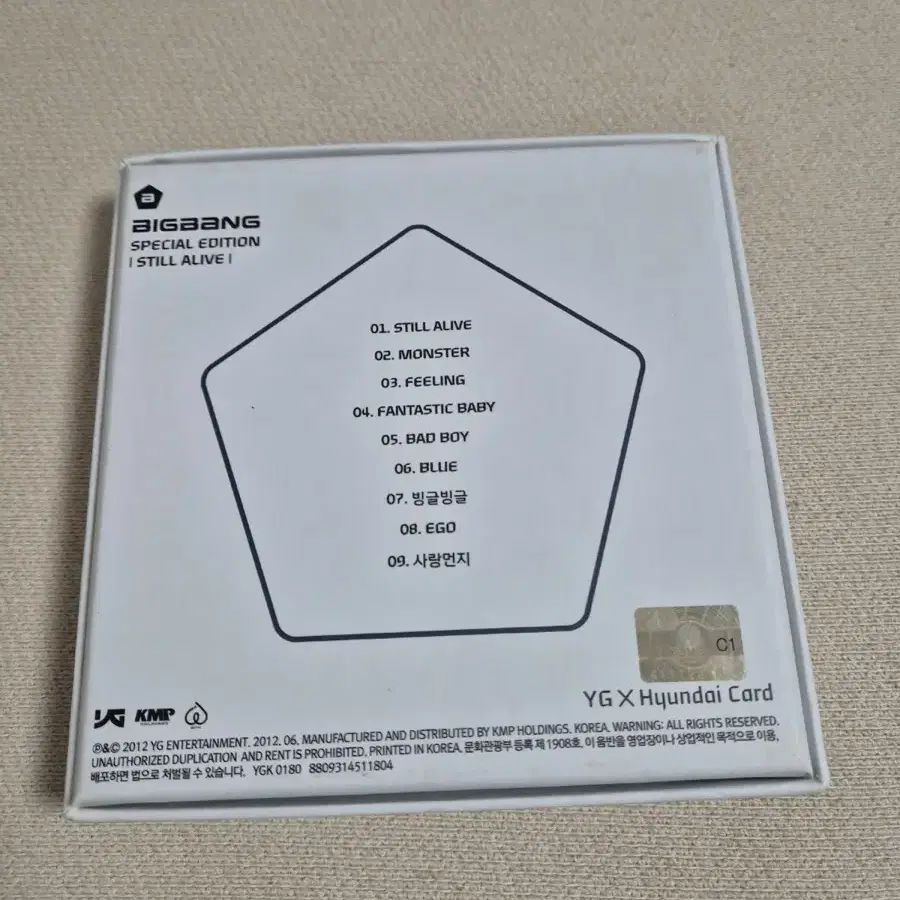 BIGBANG
SPECIAL EDITION
| STILL ALIVE |
01. STILL ALIVE
02. MONSTER
03. FEELING
04. FANTASTIC BABY
05. BAD BOY
06. BLUE
07. 빙글빙글
08. EGO
09. 사랑먼지
C1
YG X Hyundai Card
YG KMP
℗&© 2012 YG ENTERTAINMENT. 2012. 06, MANUFACTURED AND DISTRIBUTED BY KMP HOLDINGS. KOREA. WARNING: ALL RIGHTS RESERVED.
UNAUTHORIZED DUPLICATION AND RENT IS PROHIBITED. PRINTED IN KOREA. 문화관광부 등록 제 1908호. 이 음반을 영업장이나 상업적인 목적으로 이용,
배포하면 법으로 처벌될 수 있습니다. YGK 0180 8809314511804